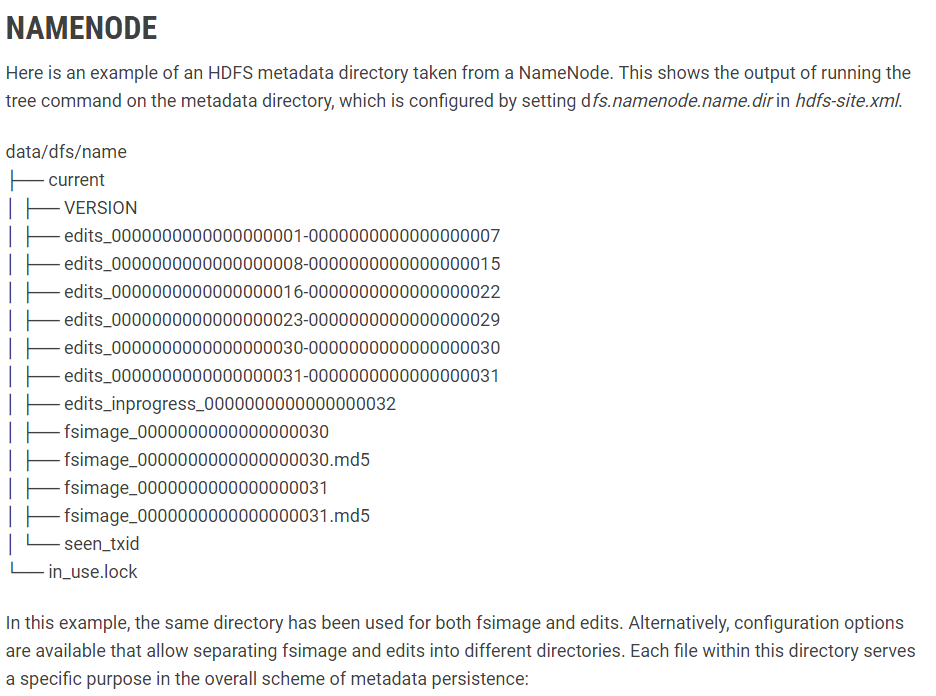 NAMENODE
Here is an example of an HDFS metadata directory taken from a NameNode. This shows the output of running the
tree command on the metadata directory, which is configured by setting dfs.namenode.name.dir in hdfs-site.xml.
data/dfs/name
├── current
│ ├── VERSION
│ ├── edits_0000000000000000001-0000000000000000007
│ ├── edits_0000000000000000008-0000000000000000015
│ ├── edits_0000000000000000016-0000000000000000022
│ ├── edits_0000000000000000023-0000000000000000029
│ ├── edits_0000000000000000030-0000000000000000030
│ ├── edits_0000000000000000031-0000000000000000031
│ ├── edits_inprogress_0000000000000000032
│ ├── fsimage_0000000000000000030
│ ├── fsimage_0000000000000000030.md5
│ ├── fsimage_0000000000000000031
│ ├── fsimage_0000000000000000031.md5
│ └── seen_txid
└── in_use.lock
In this example, the same directory has been used for both fsimage and edits. Alternatively, configuration options
are available that allow separating fsimage and edits into different directories. Each file within this directory serves
a specific purpose in the overall scheme of metadata persistence: